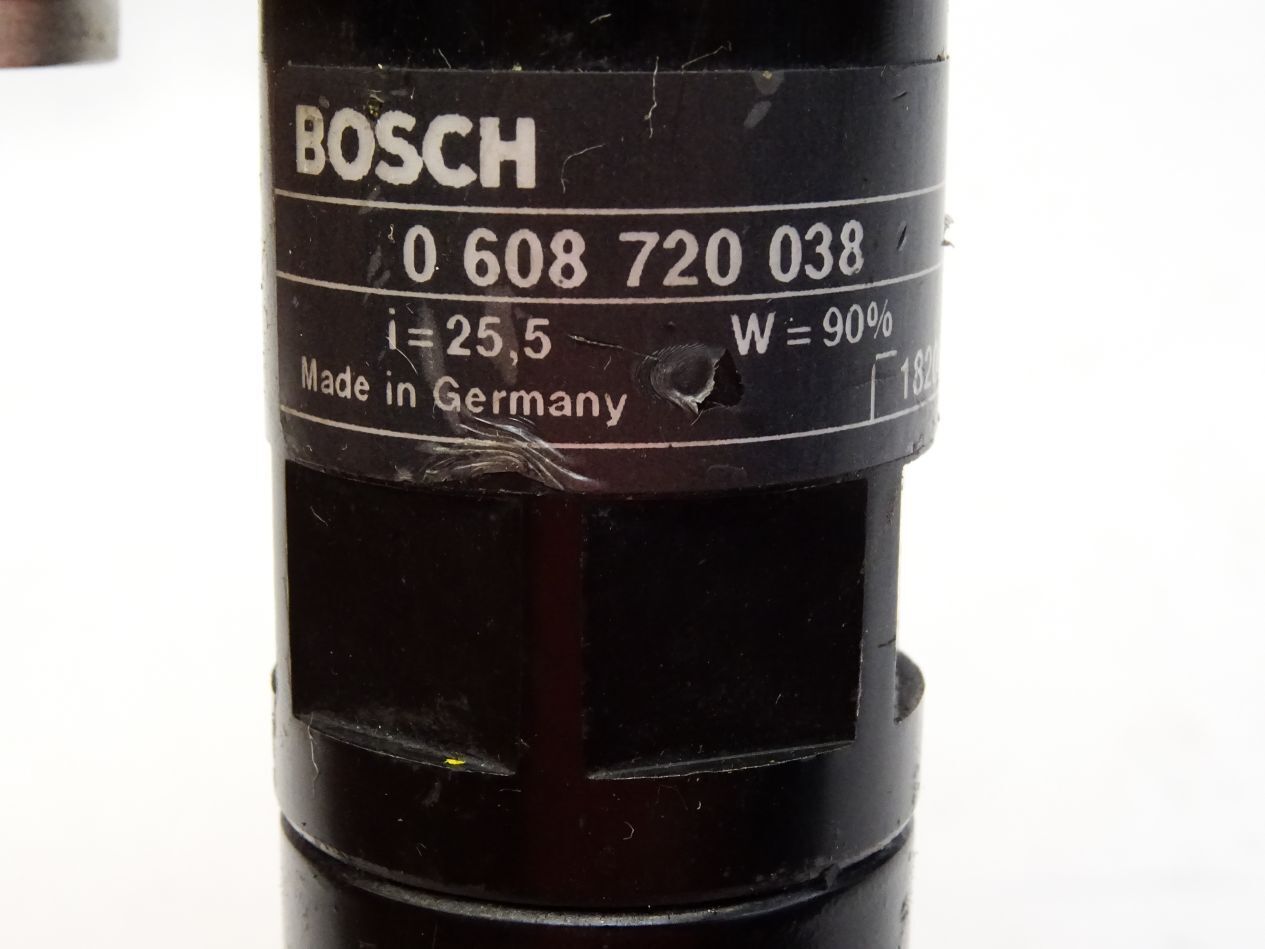 BOSCH
0 608 720 038
i = 25,5 W = 90%
Made in Germany